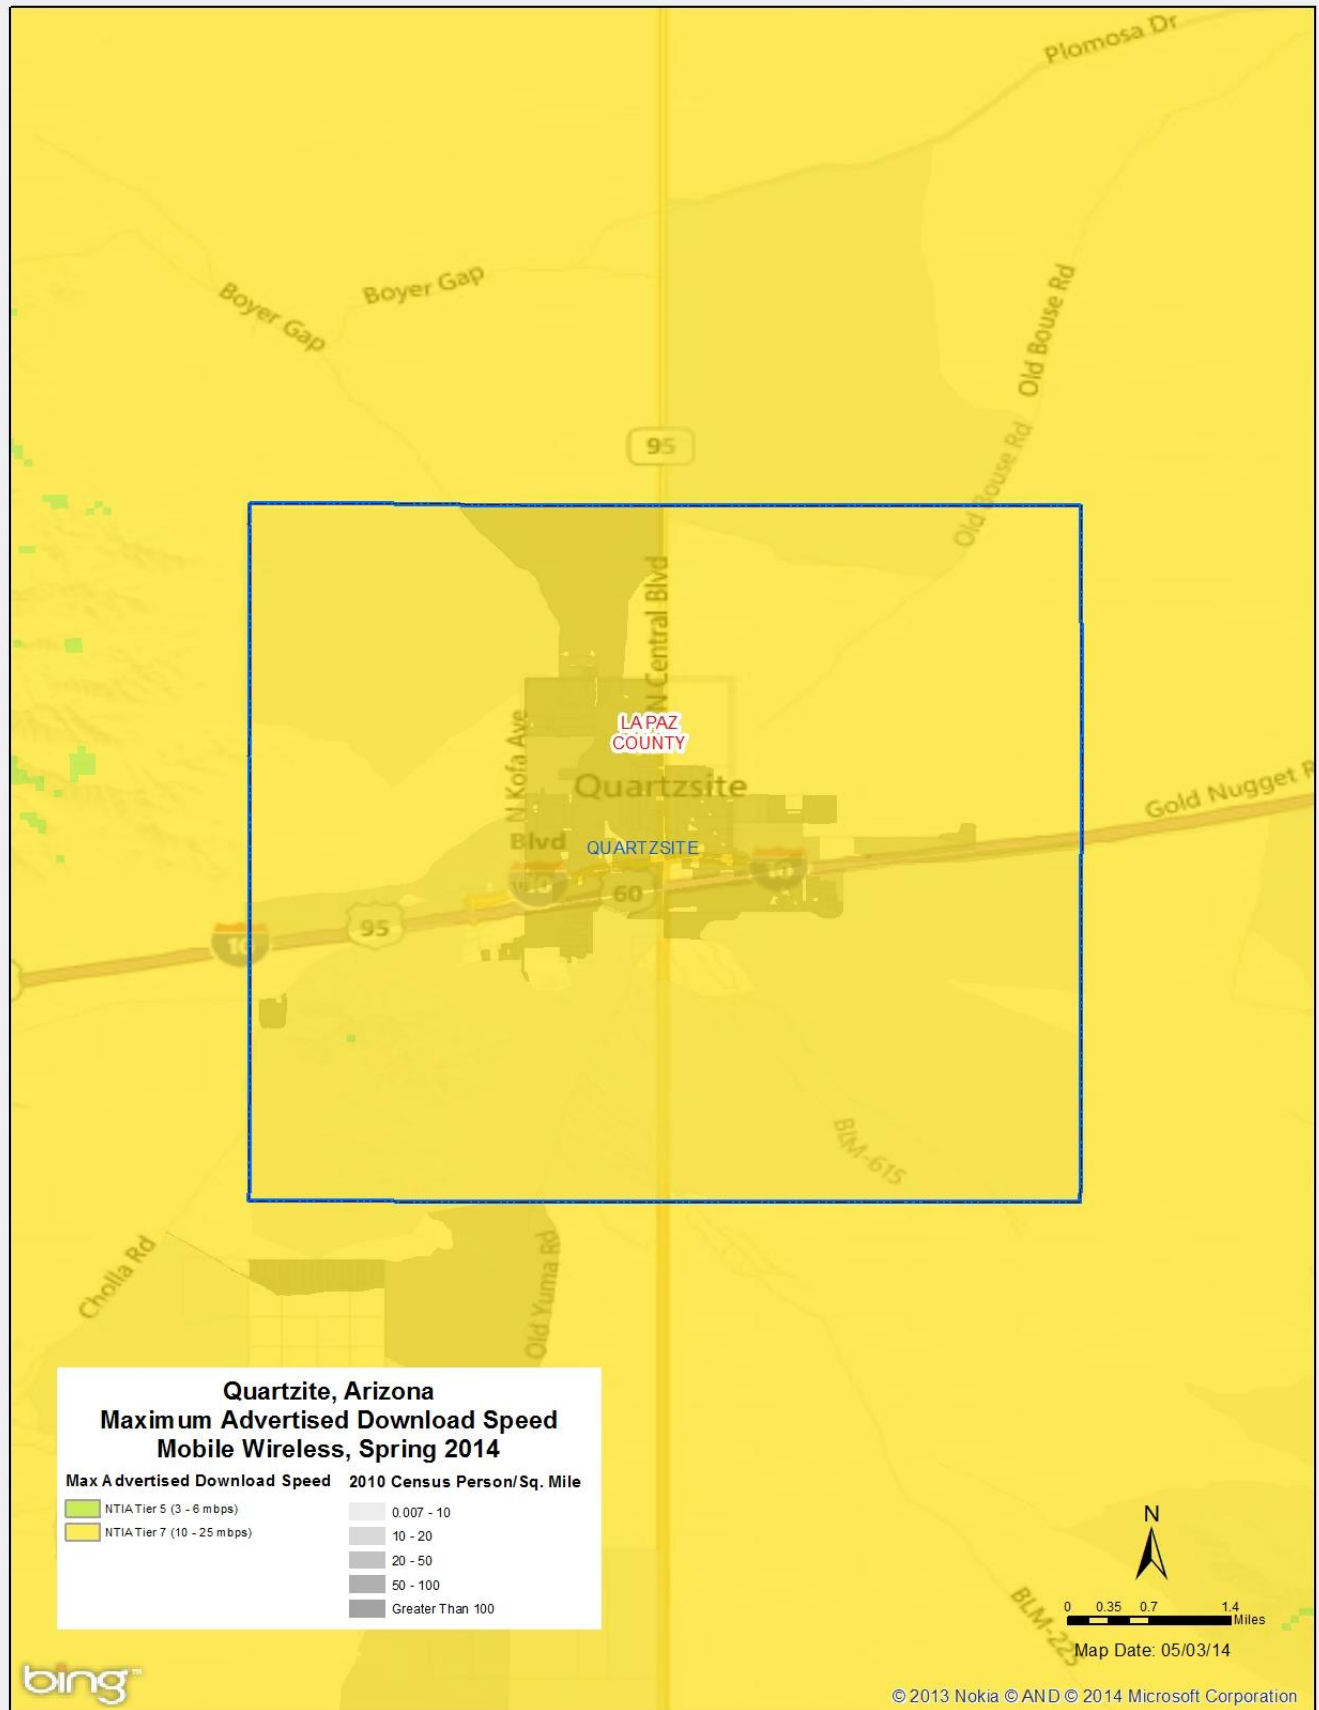 Plomosa Dr
Boyer Gap
Boyer Gap
Old Bouse Rd
95
Old Bouse Rd
N Central Blvd
N Kofa Ave
LA PAZ
COUNTY
Quartzsite
Gold Nugget R
Blvd
QUARTZSITE
10
10
60
95
10
BLM-615
Cholla Rd
Old Yuma Rd
Quartzite, Arizona
Maximum Advertised Download Speed
Mobile Wireless, Spring 2014
Max Advertised Download Speed
NTIA Tier 5 (3 - 6 mbps)
NTIA Tier 7 (10 - 25 mbps)
2010 Census Person/Sq. Mile
0.007 - 10
10 - 20
20 - 50
50 - 100
Greater Than 100
N
0 0.35 0.7 1.4
Miles
BLM-225
Map Date: 05/03/14
bing™
© 2013 Nokia © AND © 2014 Microsoft Corporation